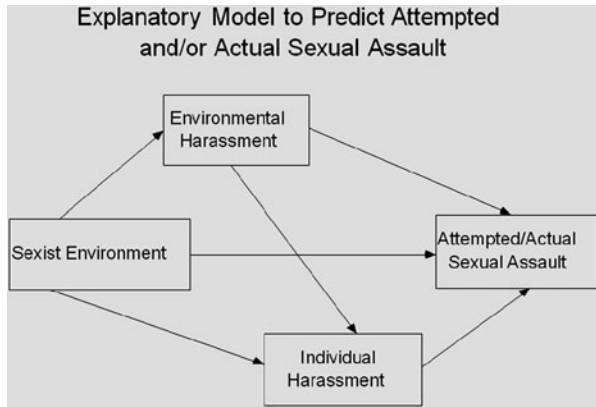 Explanatory Model to Predict Attempted
and/or Actual Sexual Assault
Environmental
Harassment
Sexist Environment
Attempted/Actual
Sexual Assault
Individual
Harassment